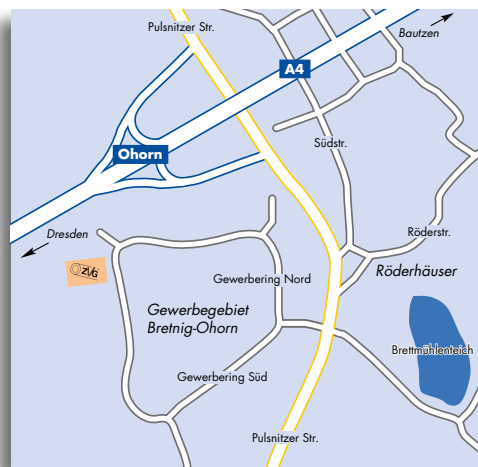 Pulsnitzer Str.
Bautzen
A4
Südstr.
Ohorn
Dresden
Röderstr.
ZVG
Gewerbering Nord
Röderhäuser
Gewerbegebiet
Bretnig-Ohorn
Brettmühlenteich
Gewerbering Süd
Pulsnitzer Str.